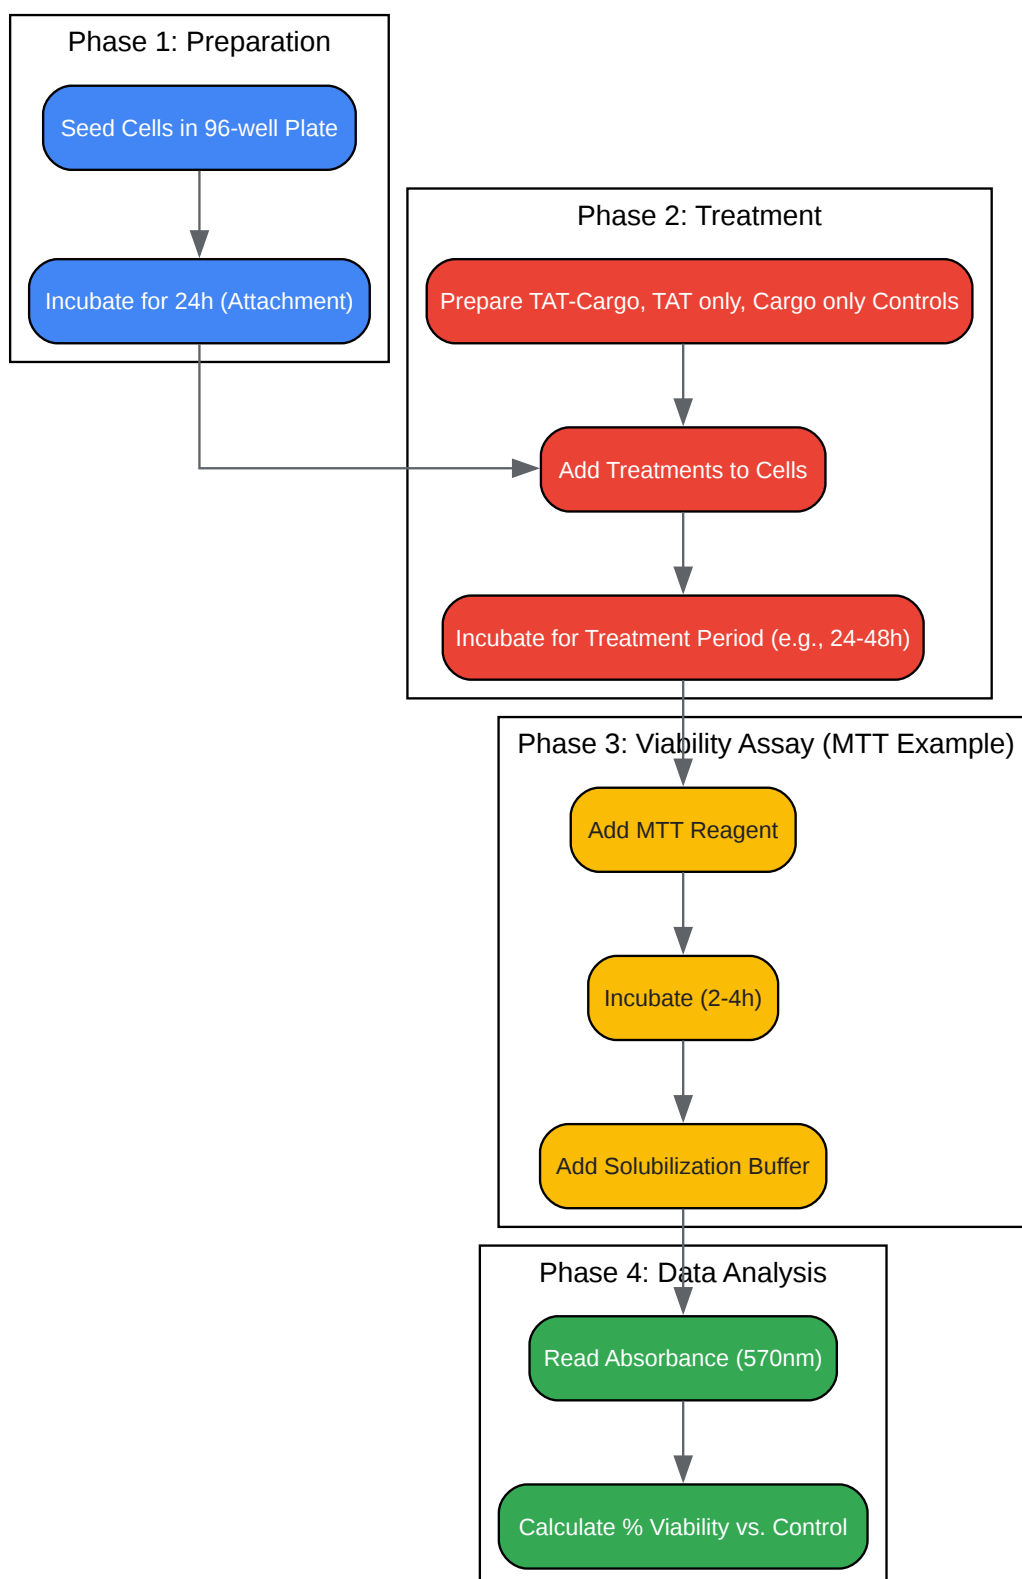 Phase 1: Preparation
Seed Cells in 96-well Plate
Incubate for 24h (Attachment)
Phase 2: Treatment
Prepare TAT-Cargo, TAT only, Cargo only Controls
Add Treatments to Cells
Incubate for Treatment Period (e.g., 24-48h)
Phase 3: Viability Assay (MTT Example)
Add MTT Reagent
Incubate (2-4h)
Add Solubilization Buffer
Phase 4: Data Analysis
Read Absorbance (570nm)
Calculate % Viability vs. Control